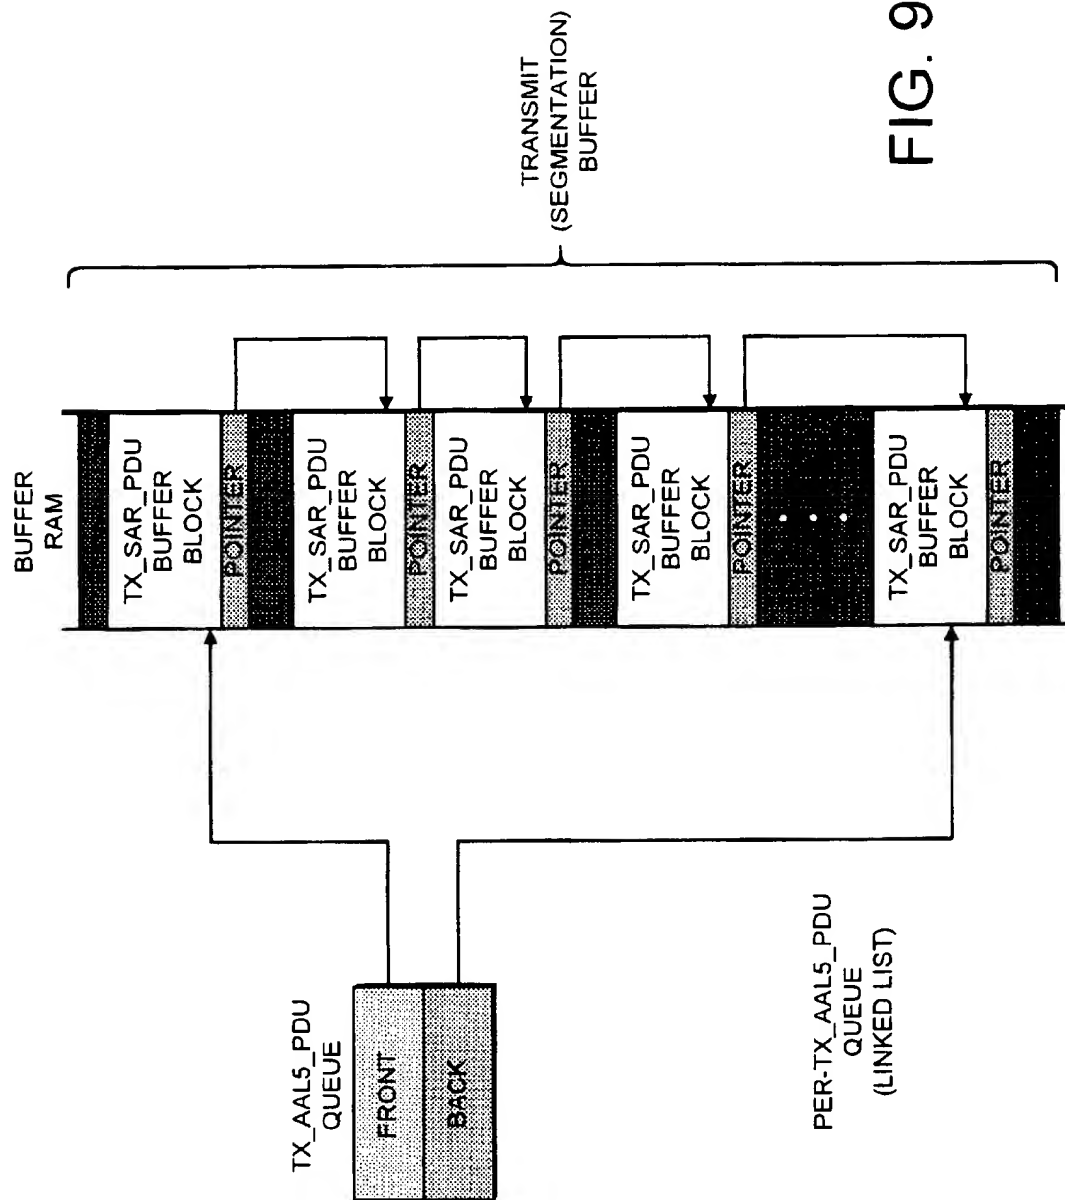 BUFFER
RAM
TX_SAR_PDU
BUFFER
BLOCK
POINTER
TX_SAR_PDU
BUFFER
BLOCK
POINTER
TX_SAR_PDU
BUFFER
BLOCK
POINTER
TX_SAR_PDU
BUFFER
BLOCK
POINTER
TX_SAR_PDU
BUFFER
BLOCK
POINTER
TX_AAL5_PDU
QUEUE
FRONT
BACK
PER-TX_AAL5_PDU
QUEUE
(LINKED LIST)
TRANSMIT
(SEGMENTATION)
BUFFER
FIG. 9